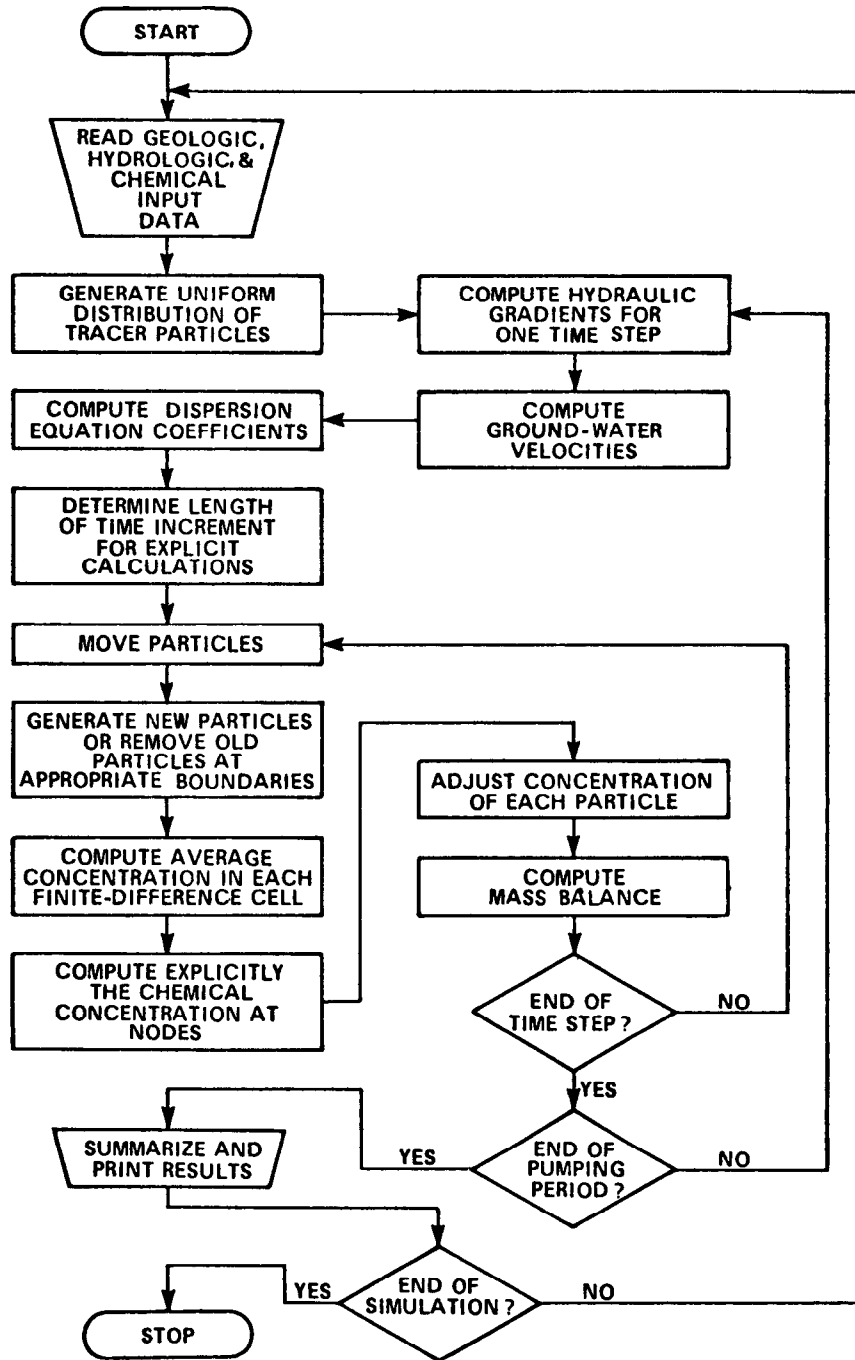 START
READ GEOLOGIC,
HYDROLOGIC, &
CHEMICAL
INPUT
DATA
GENERATE UNIFORM
DISTRIBUTION OF
TRACER PARTICLES
COMPUTE HYDRAULIC
GRADIENTS FOR
ONE TIME STEP
COMPUTE
GROUND-WATER
VELOCITIES
COMPUTE DISPERSION
EQUATION COEFFICIENTS
DETERMINE LENGTH
OF TIME INCREMENT
FOR EXPLICIT
CALCULATIONS
MOVE PARTICLES
GENERATE NEW PARTICLES
OR REMOVE OLD
PARTICLES AT
APPROPRIATE BOUNDARIES
COMPUTE AVERAGE
CONCENTRATION IN EACH
FINITE-DIFFERENCE CELL
COMPUTE EXPLICITLY
THE CHEMICAL
CONCENTRATION AT
NODES
ADJUST CONCENTRATION
OF EACH PARTICLE
COMPUTE
MASS BALANCE
END OF
TIME STEP?
NO
YES
END OF
PUMPING
PERIOD?
NO
YES
SUMMARIZE AND
PRINT RESULTS
END OF
SIMULATION?
NO
YES
STOP